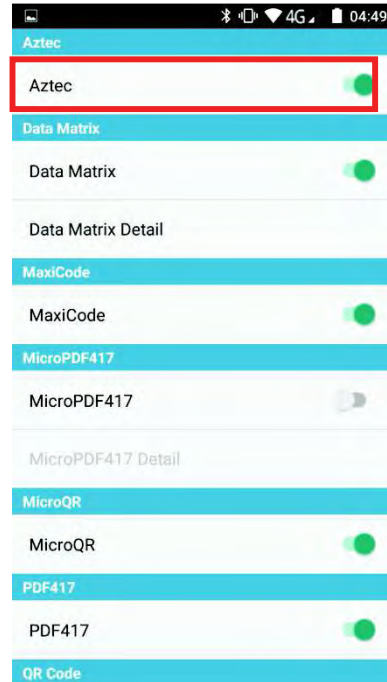 4G 04:49
Aztec
Aztec
Data Matrix
Data Matrix
Data Matrix Detail
MaxiCode
MaxiCode
MicroPDF417
MicroPDF417
MicroPDF417 Detail
MicroQR
MicroQR
PDF417
PDF417
QR Code